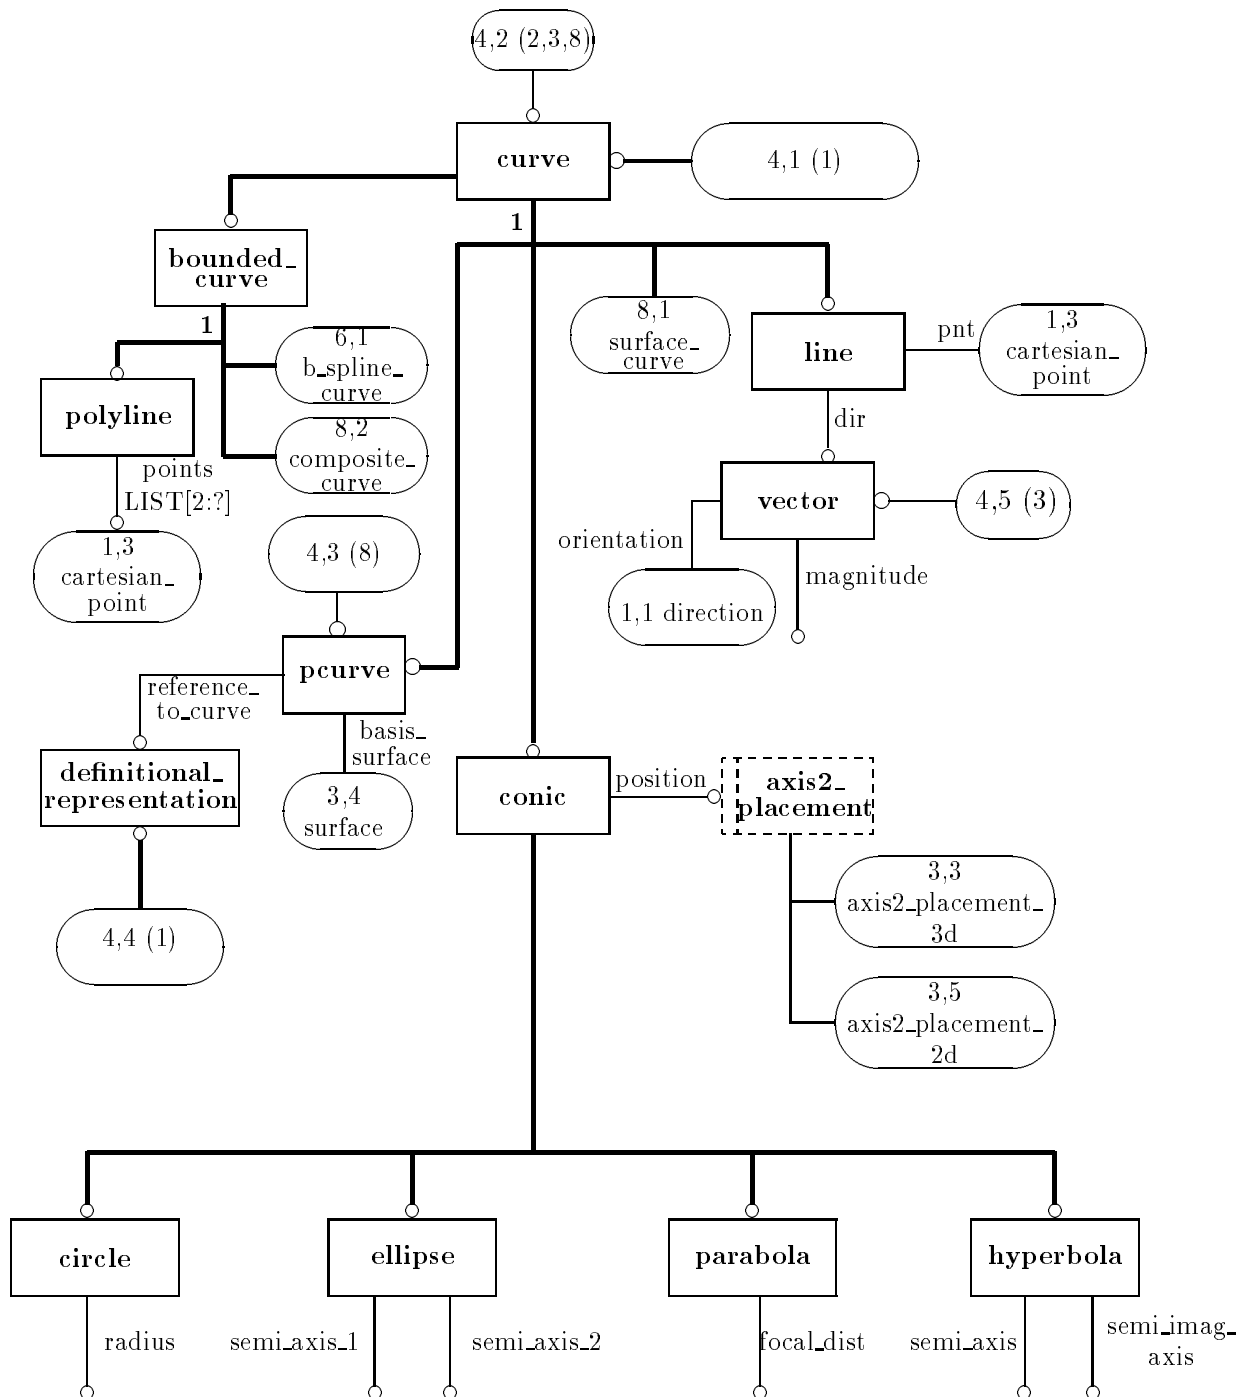 4,2 (2,3,8)
curve
4,1 (1)
1
bounded_
curve
1
8,1
surface_
curve
line
pnt
1,3
cartesian_
point
6,1
b_spline_
curve
polyline
dir
8,2
composite_
curve
points
LIST[2:?]
vector
4,5 (3)
orientation
magnitude
1,3
cartesian_
point
4,3 (8)
1,1 direction
pcurve
reference_
to_curve
basis_
surface
definitional_
representation
3,4
surface
conic
position
axis2_
placement
3,3
axis2_placement_
3d
4,4 (1)
3,5
axis2_placement_
2d
circle
ellipse
parabola
hyperbola
radius
semi_axis_1
semi_axis_2
focal_dist
semi_axis
semi_imag_
axis